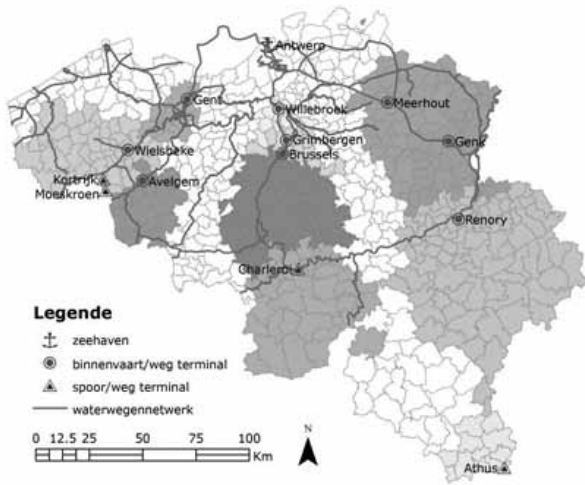 Antwerp
Gent
Willebroek
Meerhout
Grimbergen
Genk
Wielsbeke
Brussels
Kortrijk
Avelgem
Moeskroen
Renory
Charleroi
Legende
zeehaven
binnenvaart/weg terminal
spoor/weg terminal
waterwegennetwerk
N
0 12.5 25 50 75 100
Km
Athus